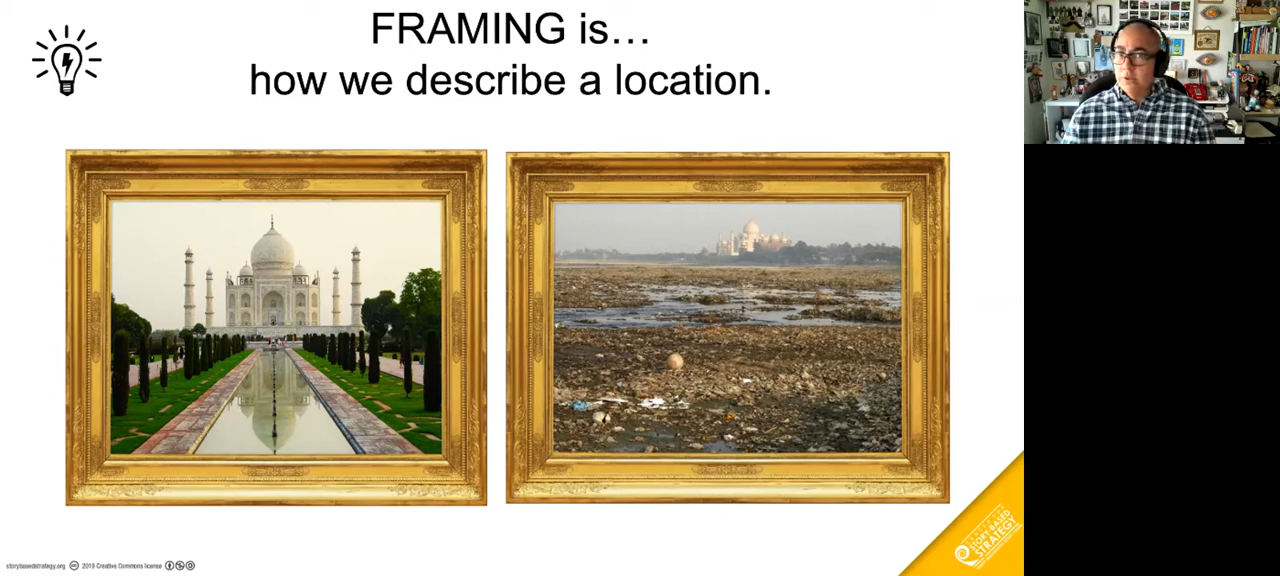 FRAMING is…
how we describe a location.
STORY-BASED
STRATEGY
storybasedstrategy.org 2019 Creative Commons license